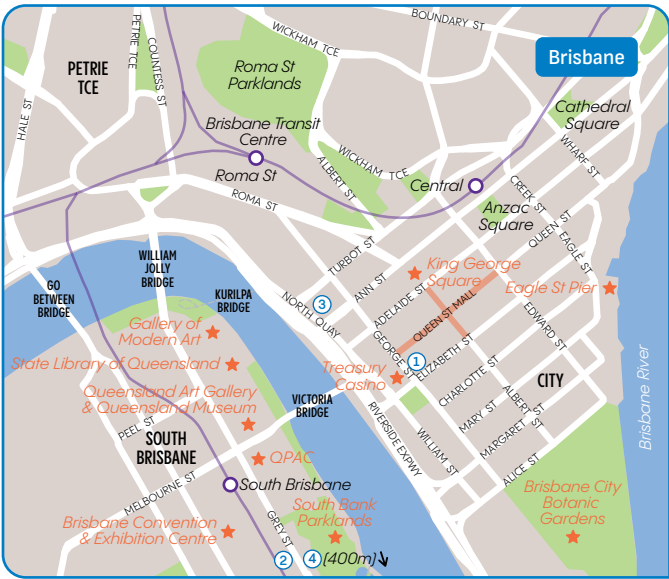 BOUNDARY ST
WICKHAM TCE
PETRIE TCE
COUNTESS ST
PETRIE
TCE
HALE ST
Roma St
Parklands
Brisbane
Cathedral
Square
Brisbane Transit
Centre
Roma St
WHARF ST
WICKHAM TCE
ALBERT ST
Central
CREEK ST
Anzac
Square
ROMA ST
QUEEN ST
EAGLE ST
TURBOT ST
WILLIAM
JOLLY
BRIDGE
GO
BETWEEN
BRIDGE
KURILPA
BRIDGE
NORTH QUAY
3
ANN ST
King George
Square
ADELAIDE ST
QUEEN ST MALL
Eagle St Pier
EDWARD ST
Gallery of
Modern Art
State Library of Queensland
GEORGE ST
1
ELIZABETH ST
Treasury
Casino
CHARLOTTE ST
CITY
Brisbane River
Queensland Art Gallery
& Queensland Museum
VICTORIA
BRIDGE
RIVERSIDE EXPWY
MARY ST
ALBERT ST
PEEL ST
SOUTH
BRISBANE
WILLIAM ST
MARGARET ST
QPAC
ALICE ST
MELBOURNE ST
South Brisbane
Brisbane City
Botanic
Gardens
South Bank
Parklands
GREY ST
Brisbane Convention
& Exhibition Centre
2
4 (400m)